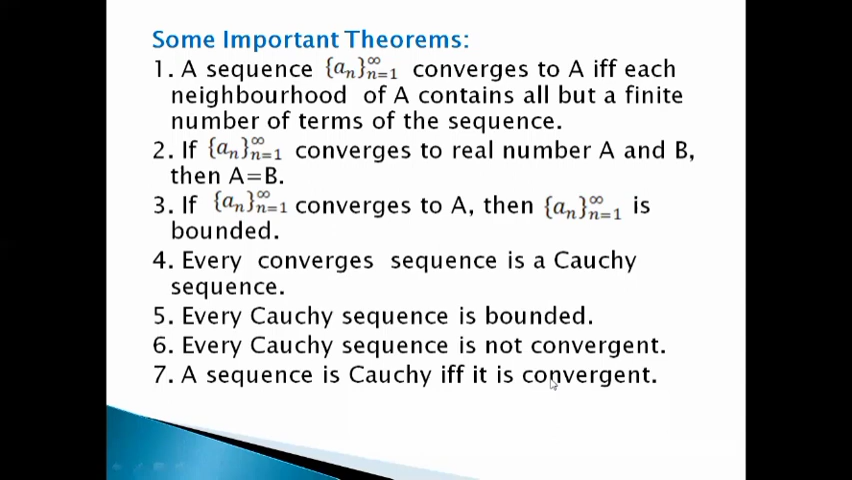 Some Important Theorems:
1. A sequence {aₙ}ₙ₌₁^∞ converges to A iff each
neighbourhood of A contains all but a finite
number of terms of the sequence.
2. If {aₙ}ₙ₌₁^∞ converges to real number A and B,
then A=B.
3. If {aₙ}ₙ₌₁^∞ converges to A, then {aₙ}ₙ₌₁^∞ is
bounded.
4. Every converges sequence is a Cauchy
sequence.
5. Every Cauchy sequence is bounded.
6. Every Cauchy sequence is not convergent.
7. A sequence is Cauchy iff it is convergent.